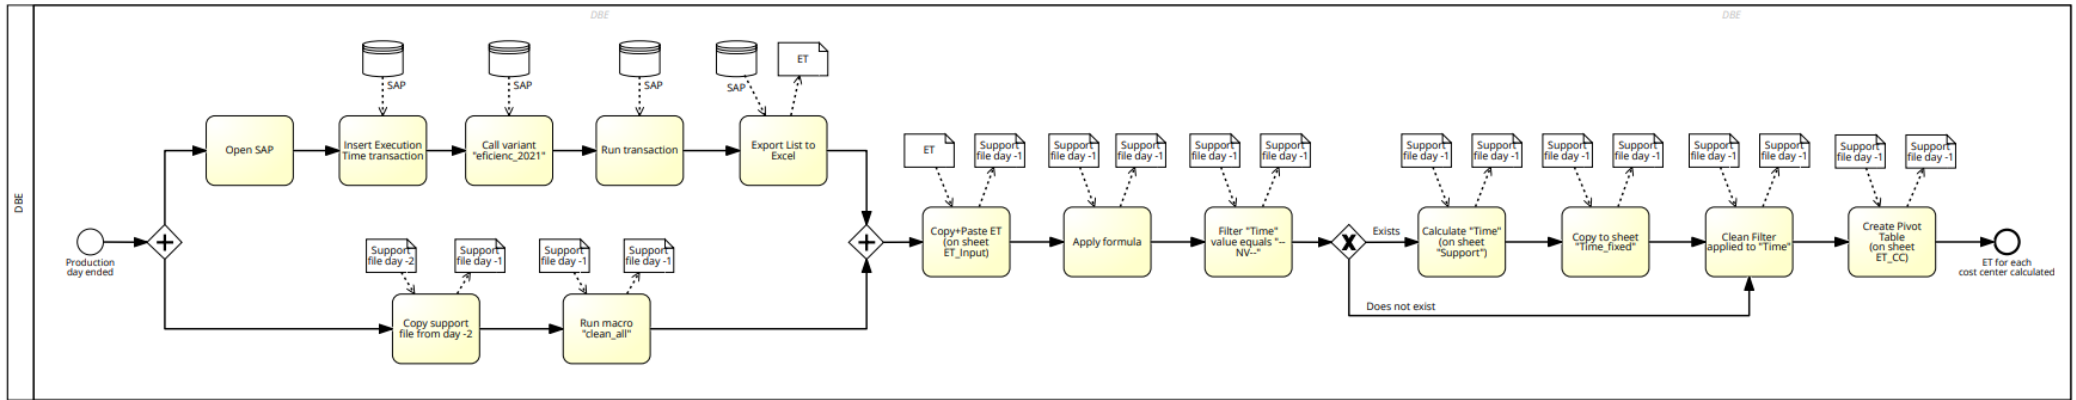 DBE
DBE
DBE
SAP
SAP
SAP
SAP
ET
Open SAP
Insert Execution
Time transaction
Call variant
"eficienc_2021"
Run transaction
Export List to
Excel
Production
day ended
Support
file day -2
Support
file day -1
Support
file day -1
Support
file day -1
Copy support
file from day -2
Run macro
"clean_all"
ET
Support
file day -1
Support
file day -1
Support
file day -1
Support
file day -1
Support
file day -1
Copy+Paste ET
(on sheet
ET_Input)
Apply formula
Filter "Time"
value equals "--
NV--"
Exists
Does not exist
Support
file day -1
Support
file day -1
Support
file day -1
Support
file day -1
Support
file day -1
Support
file day -1
Support
file day -1
Support
file day -1
Calculate "Time"
(on sheet
"Support")
Copy to sheet
"Time_fixed"
Clean Filter
applied to "Time"
Create Pivot
Table
(on sheet
ET_CC)
ET for each
cost center calculated